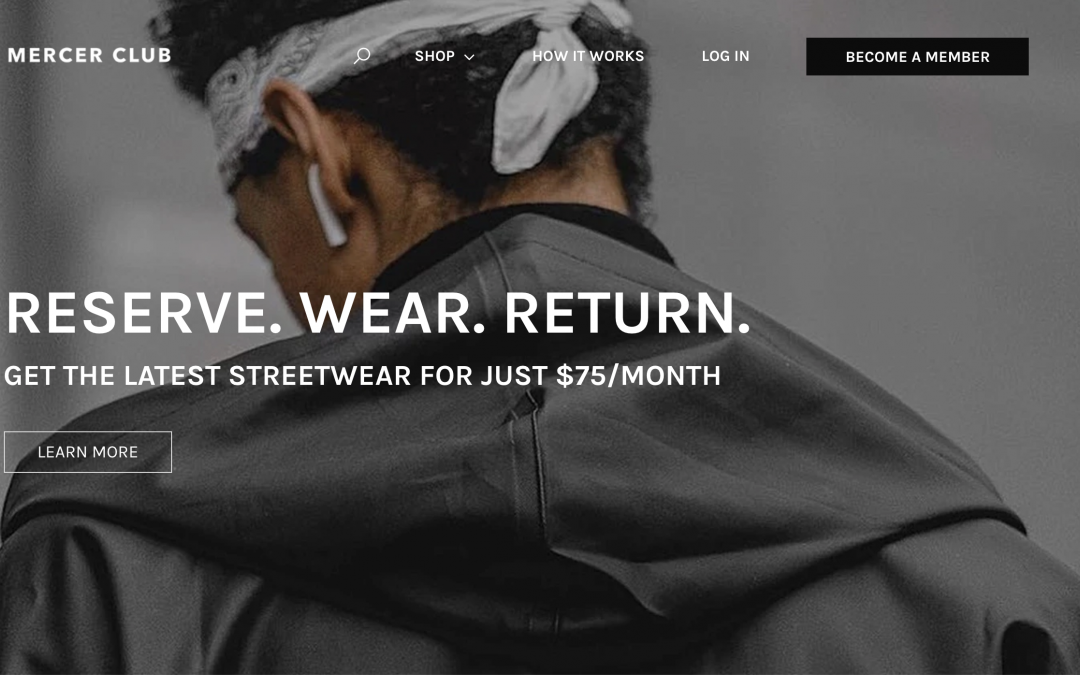 MERCER CLUB
SHOP
HOW IT WORKS
LOG IN
BECOME A MEMBER
RESERVE. WEAR. RETURN.
GET THE LATEST STREETWEAR FOR JUST $75/MONTH
LEARN MORE